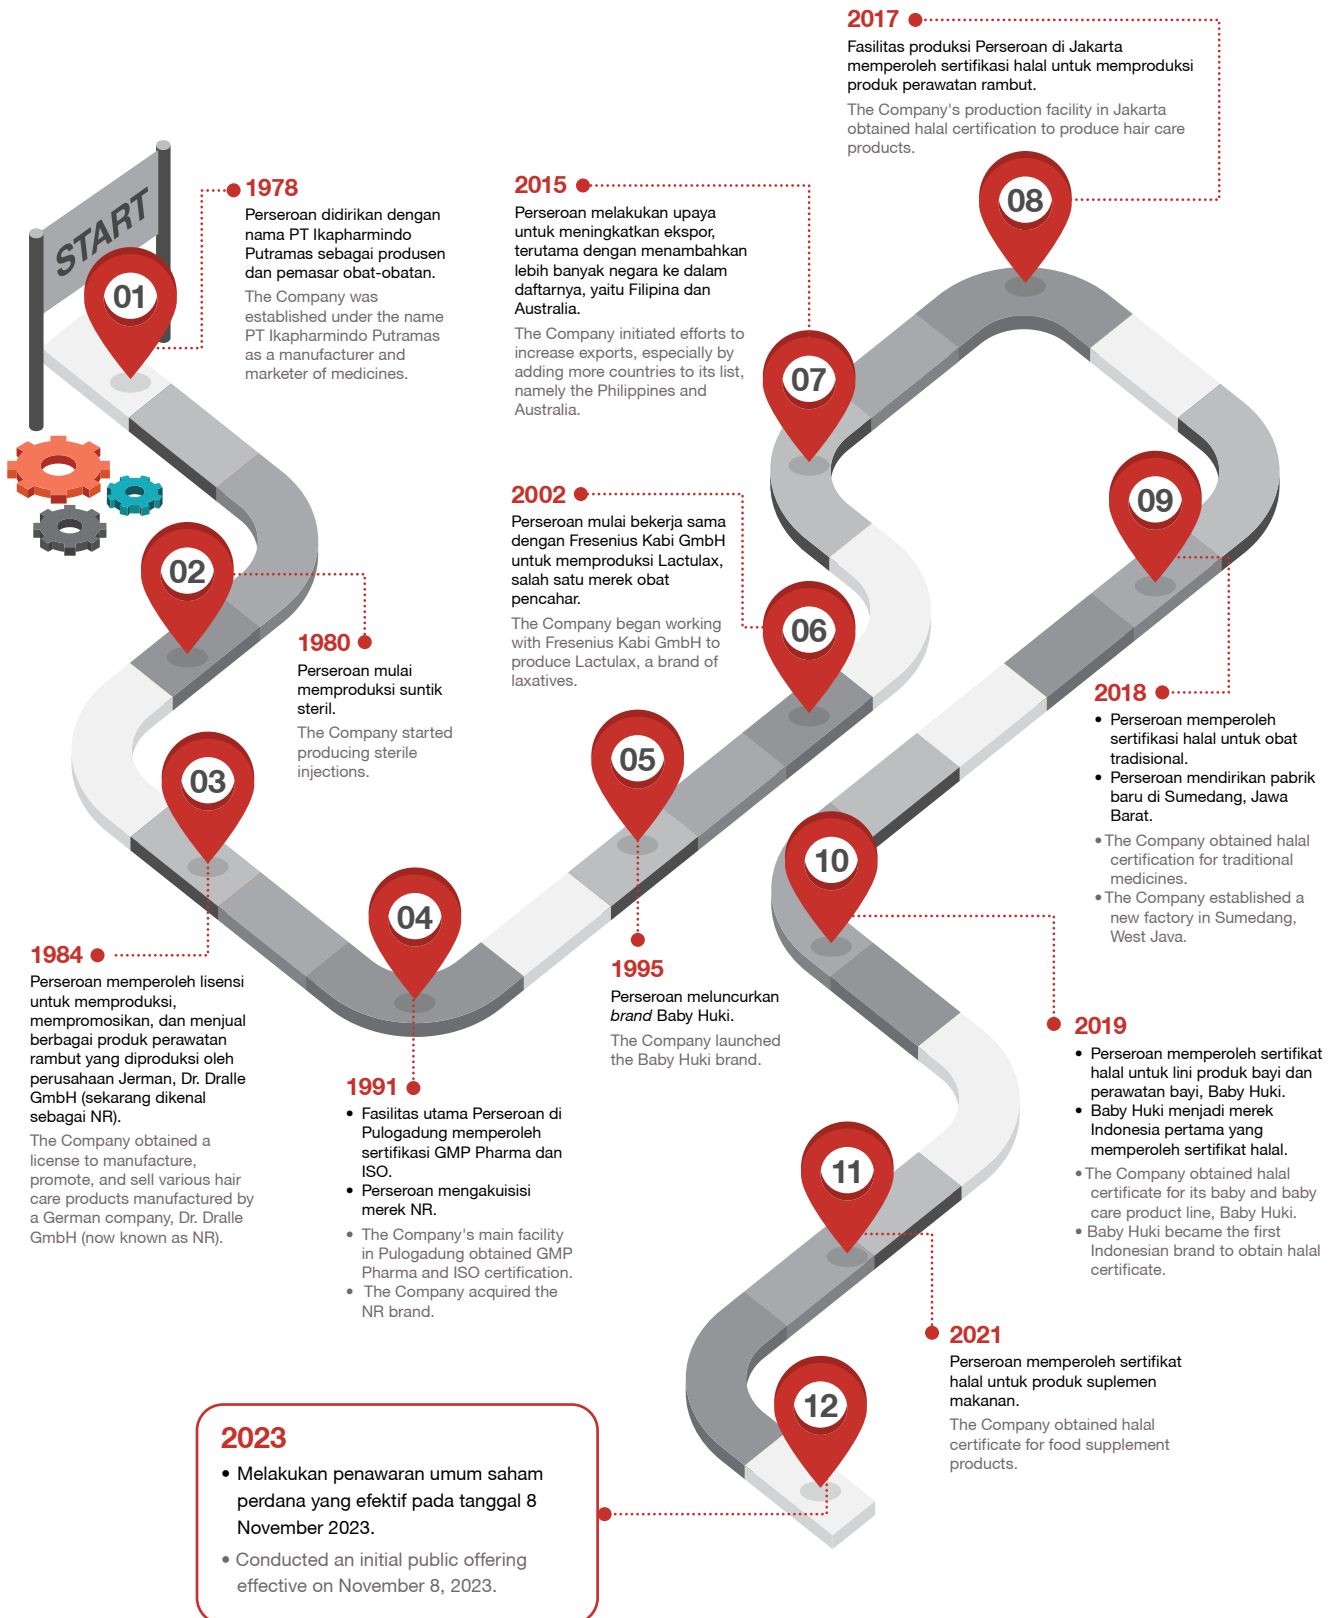 START
01
1978
Perseroan didirikan dengan
nama PT Ikapharmindo
Putramas sebagai produsen
dan pemasar obat-obatan.
The Company was
established under the name
PT Ikapharmindo Putramas
as a manufacturer and
marketer of medicines.
02
1980
Perseroan mulai
memproduksi suntik
steril.
The Company started
producing sterile
injections.
03
1984
Perseroan memperoleh lisensi
untuk memproduksi,
mempromosikan, dan menjual
berbagai produk perawatan
rambut yang diproduksi oleh
perusahaan Jerman, Dr. Dralle
GmbH (sekarang dikenal
sebagai NR).
The Company obtained a
license to manufacture,
promote, and sell various hair
care products manufactured by
a German company, Dr. Dralle
GmbH (now known as NR).
04
1991
• Fasilitas utama Perseroan di
Pulogadung memperoleh
sertifikasi GMP Pharma dan
ISO.
• Perseroan mengakuisisi
merek NR.
• The Company's main facility
in Pulogadung obtained GMP
Pharma and ISO certification.
• The Company acquired the
NR brand.
05
1995
Perseroan meluncurkan
brand Baby Huki.
The Company launched
the Baby Huki brand.
06
2002
Perseroan mulai bekerja sama
dengan Fresenius Kabi GmbH
untuk memproduksi Lactulax,
salah satu merek obat
pencahar.
The Company began working
with Fresenius Kabi GmbH to
produce Lactulax, a brand of
laxatives.
07
2015
Perseroan melakukan upaya
untuk meningkatkan ekspor,
terutama dengan menambahkan
lebih banyak negara ke dalam
daftarnya, yaitu Filipina dan
Australia.
The Company initiated efforts to
increase exports, especially by
adding more countries to its list,
namely the Philippines and
Australia.
08
2017
Fasilitas produksi Perseroan di Jakarta
memperoleh sertifikasi halal untuk memproduksi
produk perawatan rambut.
The Company's production facility in Jakarta
obtained halal certification to produce hair care
products.
09
2018
• Perseroan memperoleh
sertifikasi halal untuk obat
tradisional.
• Perseroan mendirikan pabrik
baru di Sumedang, Jawa
Barat.
• The Company obtained halal
certification for traditional
medicines.
• The Company established a
new factory in Sumedang,
West Java.
10
2019
• Perseroan memperoleh sertifikat
halal untuk lini produk bayi dan
perawatan bayi, Baby Huki.
• Baby Huki menjadi merek
Indonesia pertama yang
memperoleh sertifikat halal.
• The Company obtained halal
certificate for its baby and baby
care product line, Baby Huki.
• Baby Huki became the first
Indonesian brand to obtain halal
certificate.
11
2021
Perseroan memperoleh sertifikat
halal untuk produk suplemen
makanan.
The Company obtained halal
certificate for food supplement
products.
12
2023
• Melakukan penawaran umum saham
perdana yang efektif pada tanggal 8
November 2023.
• Conducted an initial public offering
effective on November 8, 2023.